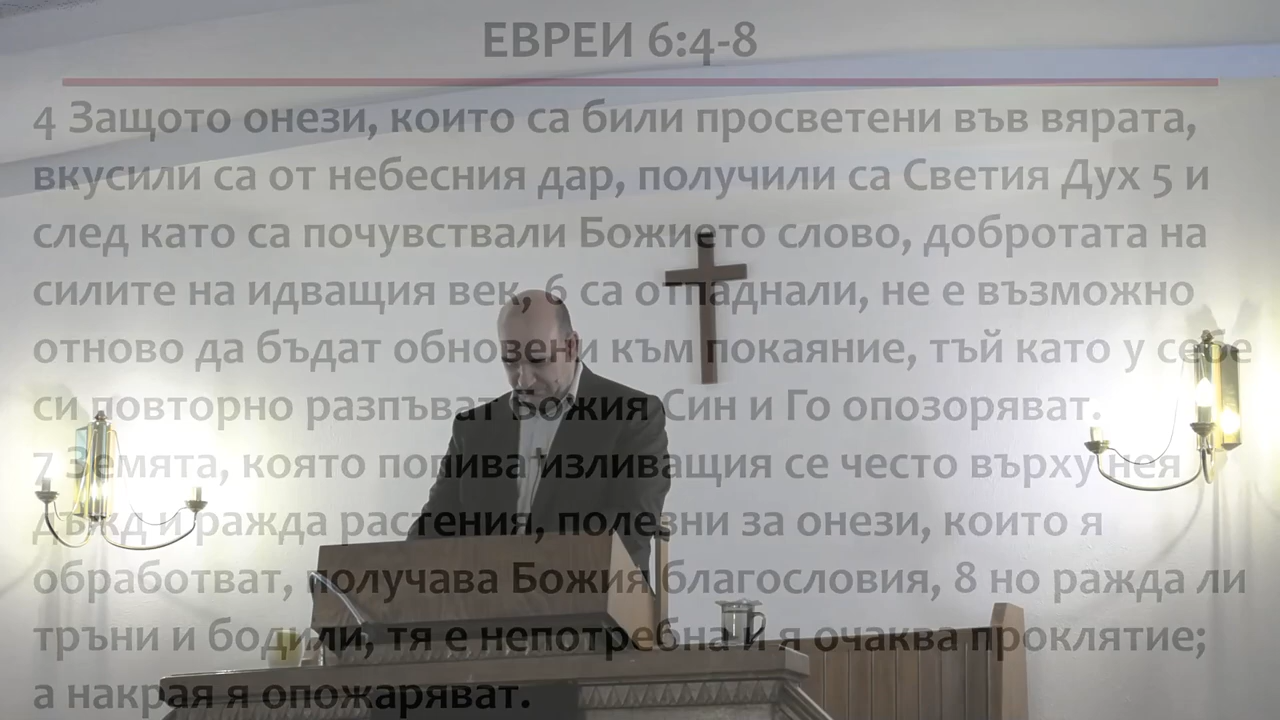 ЕВРЕИ 6:4-8
4 Защото онези, които са били просветени във вярата,
вкусили са от небесния дар, получили са Светия Дух 5 и
след като са почувствали Божието слово, добротата на
силите на идващия век, 6 са отпаднали, не е възможно
отново да бъдат обновени към покаяние, тъй като у себе
си повторно разпъват Божия Син и Го опозоряват.
7 Земята, която попива изливащия се често върху нея
дъжд и ражда растения, полезни за онези, които я
обработват, получава Божия благословия, 8 но ражда ли
тръни и бодили, тя е непотребна и я очаква проклятие;
а накрая я опожаряват.